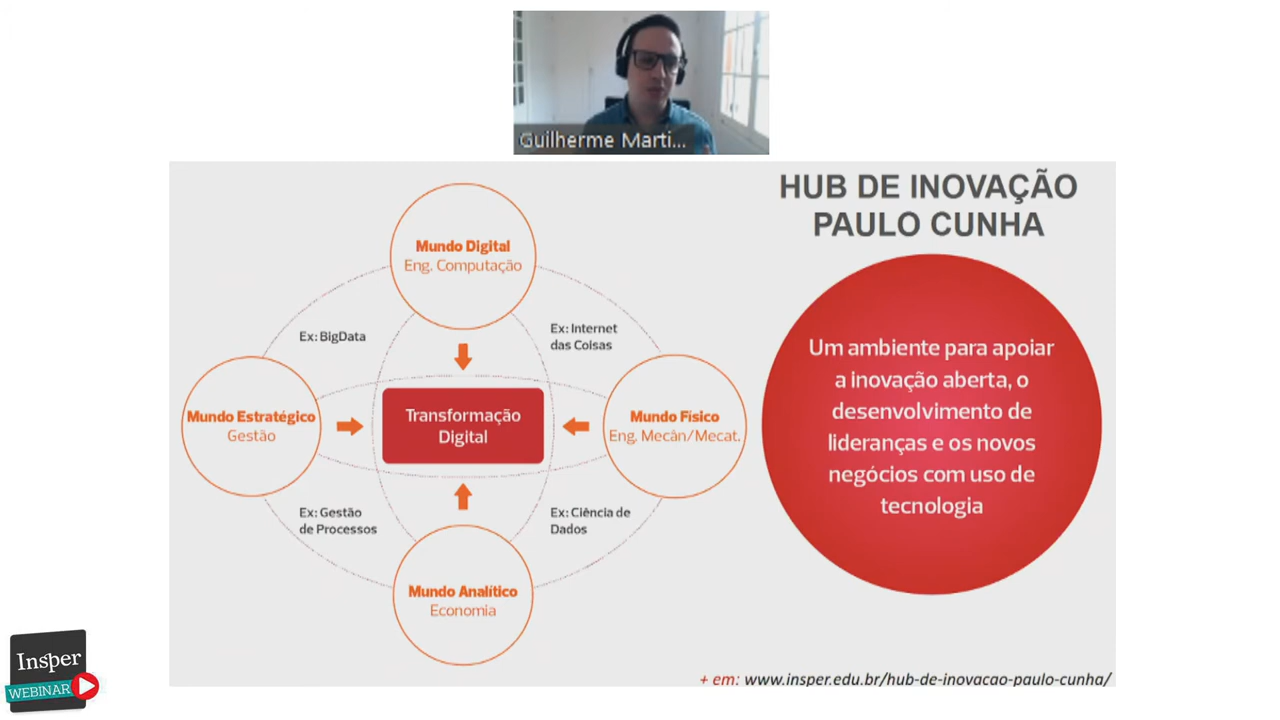 Guilherme Marti...
HUB DE INOVAÇÃO
PAULO CUNHA
Mundo Digital
Eng. Computação
Ex: BigData
Ex: Internet
das Coisas
Mundo Estratégico
Gestão
Transformação
Digital
Mundo Físico
Eng. Mecân/Mecat.
Ex: Gestão
de Processos
Ex: Ciência de
Dados
Mundo Analítico
Economia
Um ambiente para apoiar
a inovação aberta, o
desenvolvimento de
lideranças e os novos
negócios com uso de
tecnologia
+ em: www.insper.edu.br/hub-de-inovacao-paulo-cunha/
Insper
WEBINAR